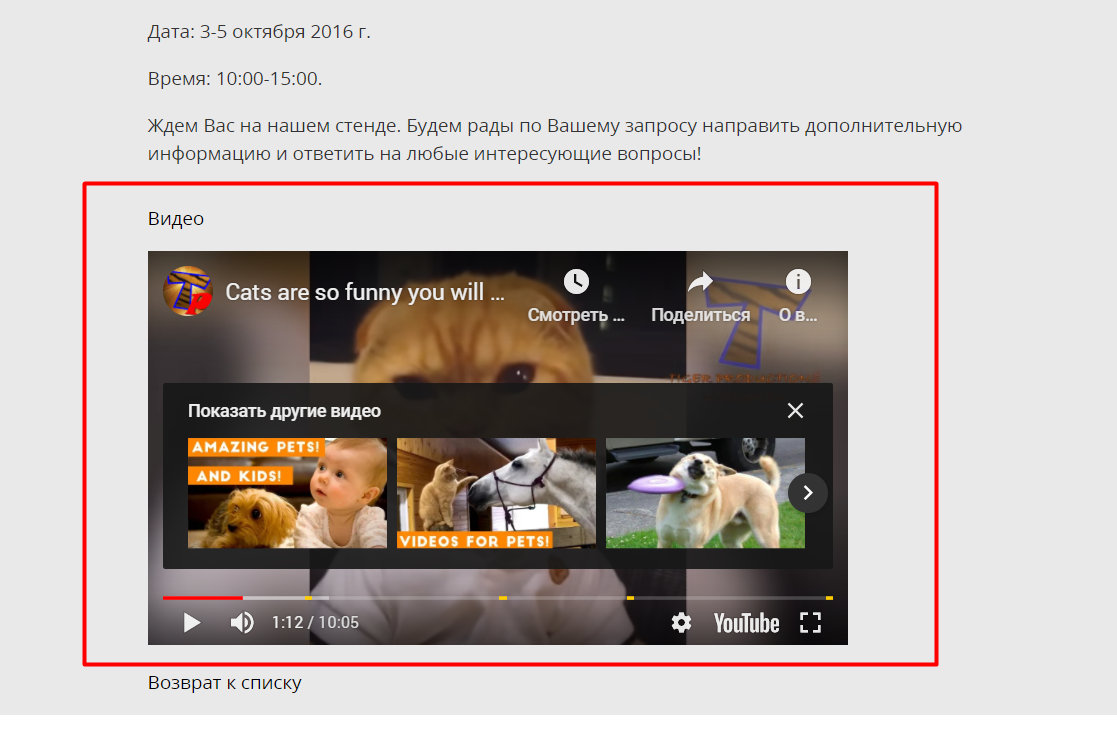 Дата: 3-5 октября 2016 г.
Время: 10:00-15:00.
Ждем Вас на нашем стенде. Будем рады по Вашему запросу направить дополнительную
информацию и ответить на любые интересующие вопросы!
Видео
Cats are so funny you will ...
Смотреть ...
Поделиться
О в...
Показать другие видео
AMAZING PETS!
AND KIDS!
VIDEOS FOR PETS!
1:12 / 10:05
YouTube
Возврат к списку